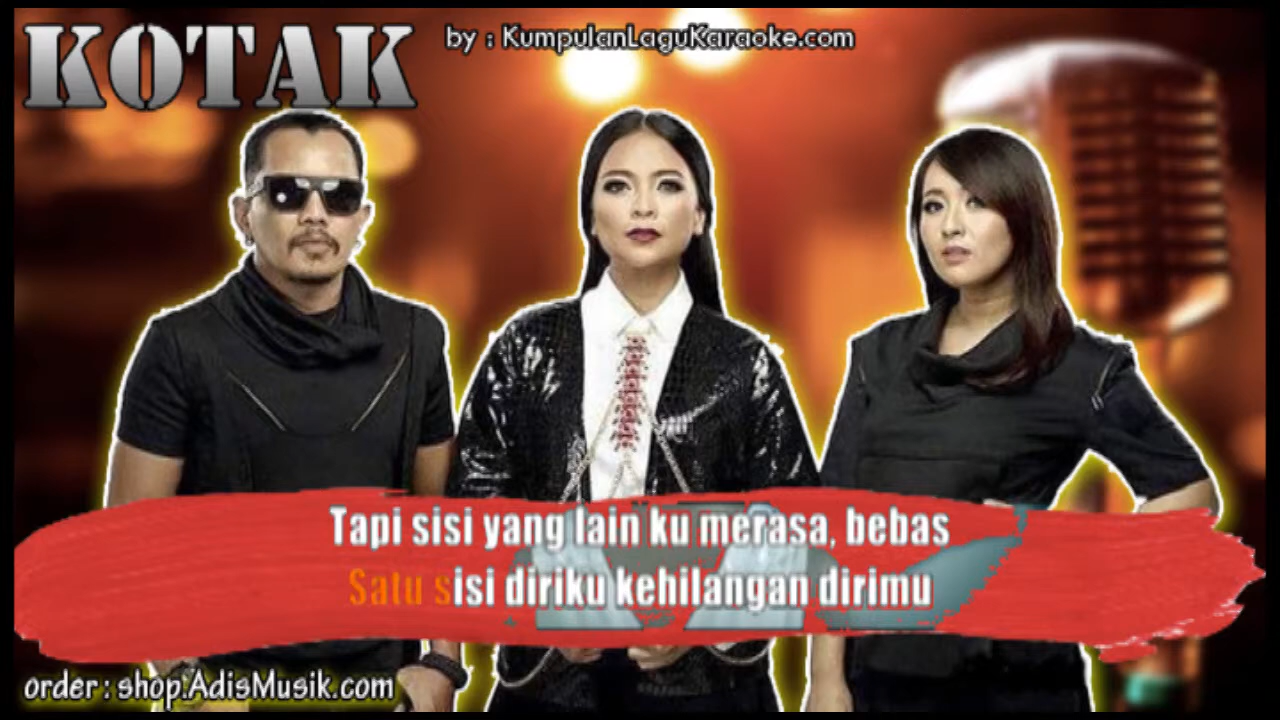 KOTAK
by : KumpulanLaguKaraoke.com
Tapi sisi yang lain ku merasa, bebas
Satu sisi diriku kehilangan dirimu
order : shop.AdisMusik.com